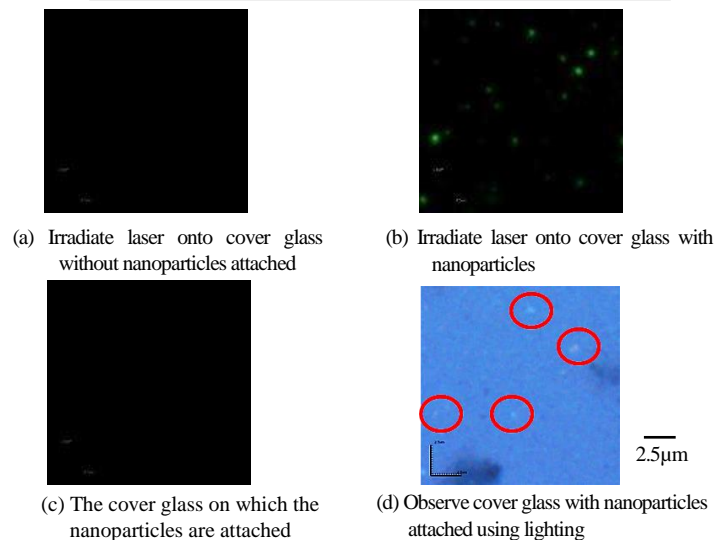 (a) Irradiate laser onto cover glass
without nanoparticles attached
(b) Irradiate laser onto cover glass with
nanoparticles
(c) The cover glass on which the
nanoparticles are attached
(d) Observe cover glass with nanoparticles
attached using lighting
2.5μm